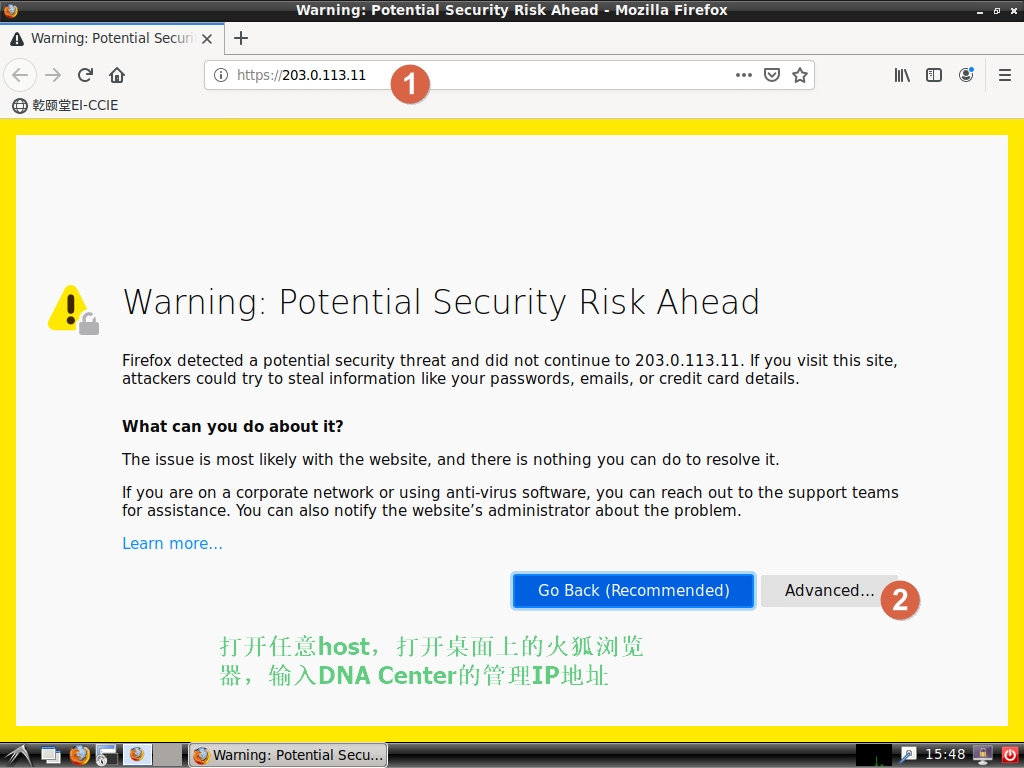 Warning: Potential Security Risk Ahead - Mozilla Firefox
Warning: Potential Securi
https://203.0.113.11
1
乾颐堂EI-CCIE
Warning: Potential Security Risk Ahead
Firefox detected a potential security threat and did not continue to 203.0.113.11. If you visit this site,
attackers could try to steal information like your passwords, emails, or credit card details.
What can you do about it?
The issue is most likely with the website, and there is nothing you can do to resolve it.
If you are on a corporate network or using anti-virus software, you can reach out to the support teams
for assistance. You can also notify the website’s administrator about the problem.
Learn more…
Go Back (Recommended)
Advanced…
2
打开任意host，打开桌面上的火狐浏览
器，输入DNA Center的管理IP地址
Warning: Potential Secu...
15:48